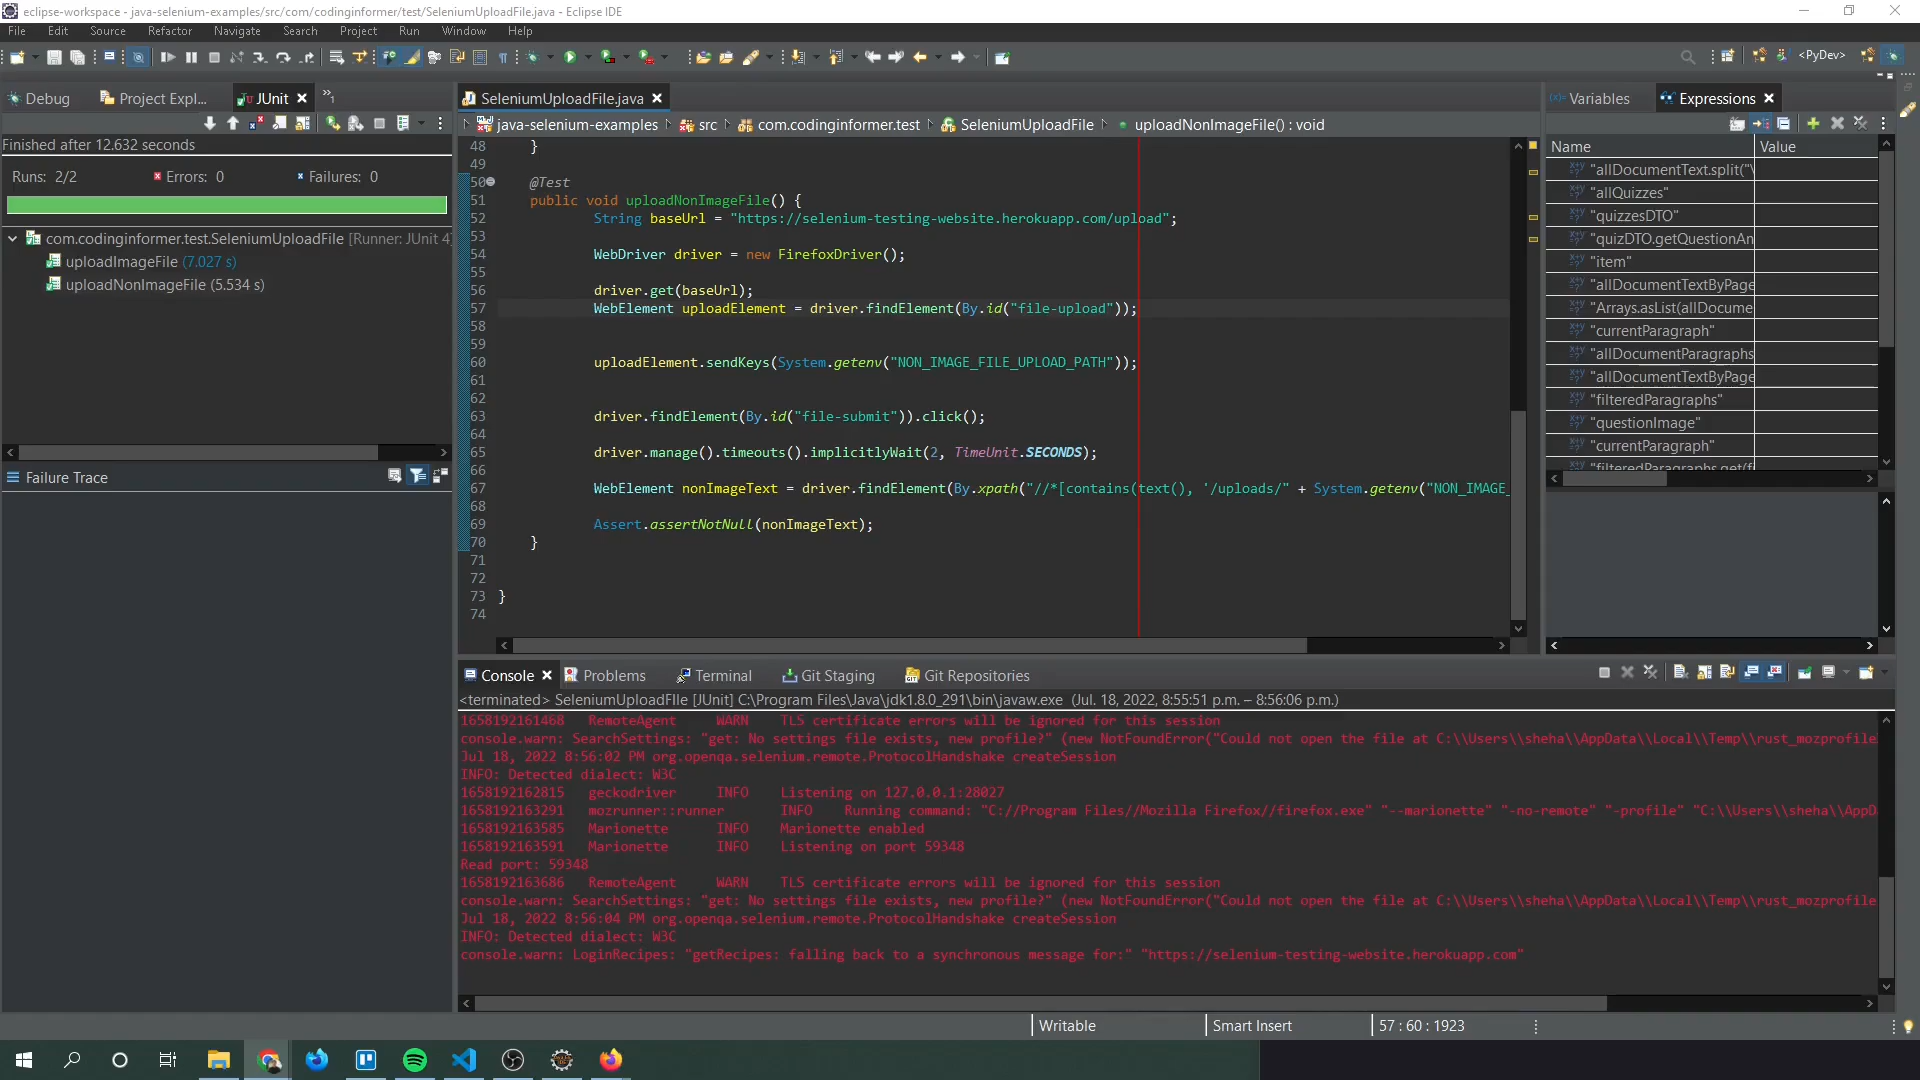 eclipse-workspace - java-selenium-examples/src/com/codinginformer/test/SeleniumUploadFile.java - Eclipse IDE
File Edit Source Refactor Navigate Search Project Run Window Help
<PyDev>
Debug Project Expl... JUnit 1
SeleniumUploadFile.java
Variables Expressions
java-selenium-examples src com.codinginformer.test SeleniumUploadFile uploadNonImageFile() : void
Finished after 12.632 seconds
Runs: 2/2 Errors: 0 Failures: 0
com.codinginformer.test.SeleniumUploadFile [Runner: JUnit 4]
uploadImageFile (7.027 s)
uploadNonImageFile (5.534 s)
Failure Trace
48 }
49
50 @Test
51 public void uploadNonImageFile() {
52 String baseUrl = "https://selenium-testing-website.herokuapp.com/upload";
53
54 WebDriver driver = new FirefoxDriver();
55
56 driver.get(baseUrl);
57 WebElement uploadElement = driver.findElement(By.id("file-upload"));
58
59
60 uploadElement.sendKeys(System.getenv("NON_IMAGE_FILE_UPLOAD_PATH"));
61
62
63 driver.findElement(By.id("file-submit")).click();
64
65 driver.manage().timeouts().implicitlyWait(2, TimeUnit.SECONDS);
66
67 WebElement nonImageText = driver.findElement(By.xpath("//*[contains(text(), '/uploads/" + System.getenv("NON_IMAGE_
68
69 Assert.assertNotNull(nonImageText);
70 }
71
72
73 }
74
Name Value
"allDocumentText.split("\
"allQuizzes"
"quizzesDTO"
"quizDTO.getQuestionAn
"item"
"allDocumentTextByPage
"Arrays.asList(allDocume
"currentParagraph"
"allDocumentParagraphs
"allDocumentTextByPage
"filteredParagraphs"
"questionImage"
"currentParagraph"
"filteredParagraphs.get(f
Console Problems Terminal Git Staging Git Repositories
<terminated> SeleniumUploadFIle [JUnit] C:\Program Files\Java\jdk1.8.0_291\bin\javaw.exe (Jul. 18, 2022, 8:55:51 p.m. – 8:56:06 p.m.)
1658192161468 RemoteAgent WARN TLS certificate errors will be ignored for this session
console.warn: SearchSettings: "get: No settings file exists, new profile?" (new NotFoundError("Could not open the file at C:\\Users\\sheha\\AppData\\Local\\Temp\\rust_mozprofile
Jul 18, 2022 8:56:02 PM org.openqa.selenium.remote.ProtocolHandshake createSession
INFO: Detected dialect: W3C
1658192162815 geckodriver INFO Listening on 127.0.0.1:28027
1658192163291 mozrunner::runner INFO Running command: "C://Program Files//Mozilla Firefox//firefox.exe" "--marionette" "-no-remote" "-profile" "C:\\Users\\sheha\\AppD
1658192163585 Marionette INFO Marionette enabled
1658192163591 Marionette INFO Listening on port 59348
Read port: 59348
1658192163686 RemoteAgent WARN TLS certificate errors will be ignored for this session
console.warn: SearchSettings: "get: No settings file exists, new profile?" (new NotFoundError("Could not open the file at C:\\Users\\sheha\\AppData\\Local\\Temp\\rust_mozprofile
Jul 18, 2022 8:56:04 PM org.openqa.selenium.remote.ProtocolHandshake createSession
INFO: Detected dialect: W3C
console.warn: LoginRecipes: "getRecipes: falling back to a synchronous message for:" "https://selenium-testing-website.herokuapp.com"
Writable Smart Insert 57 : 60 : 1923